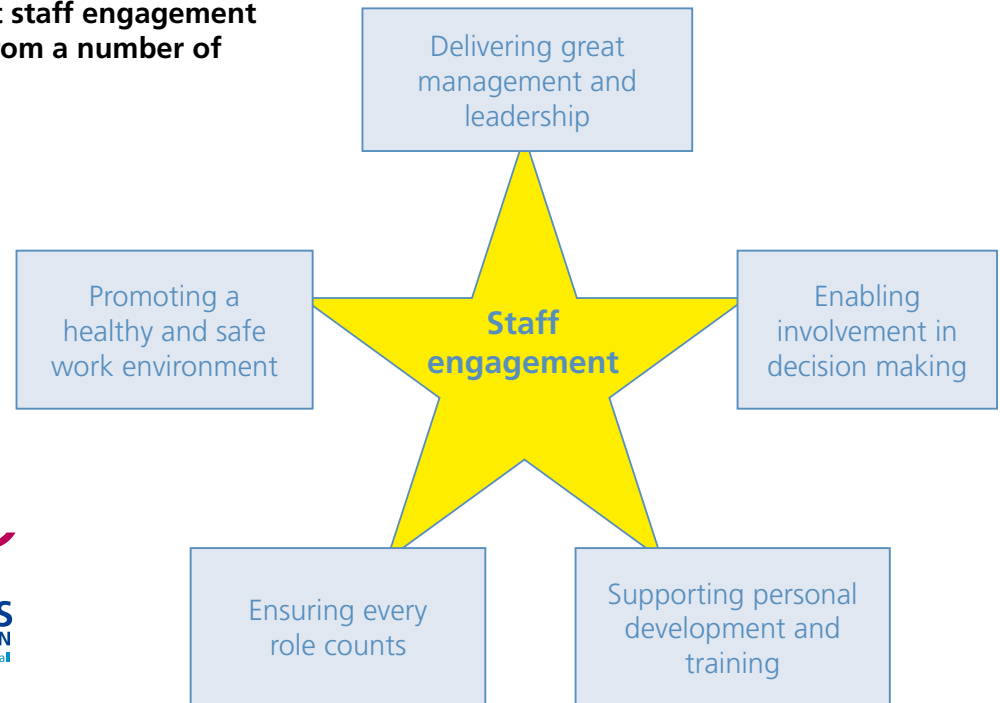 staff engagement
om a number of
Delivering great
management and
leadership
Promoting a
healthy and safe
work environment
Staff
engagement
Enabling
involvement in
decision making
Ensuring every
role counts
Supporting personal
development and
training
S
N
al